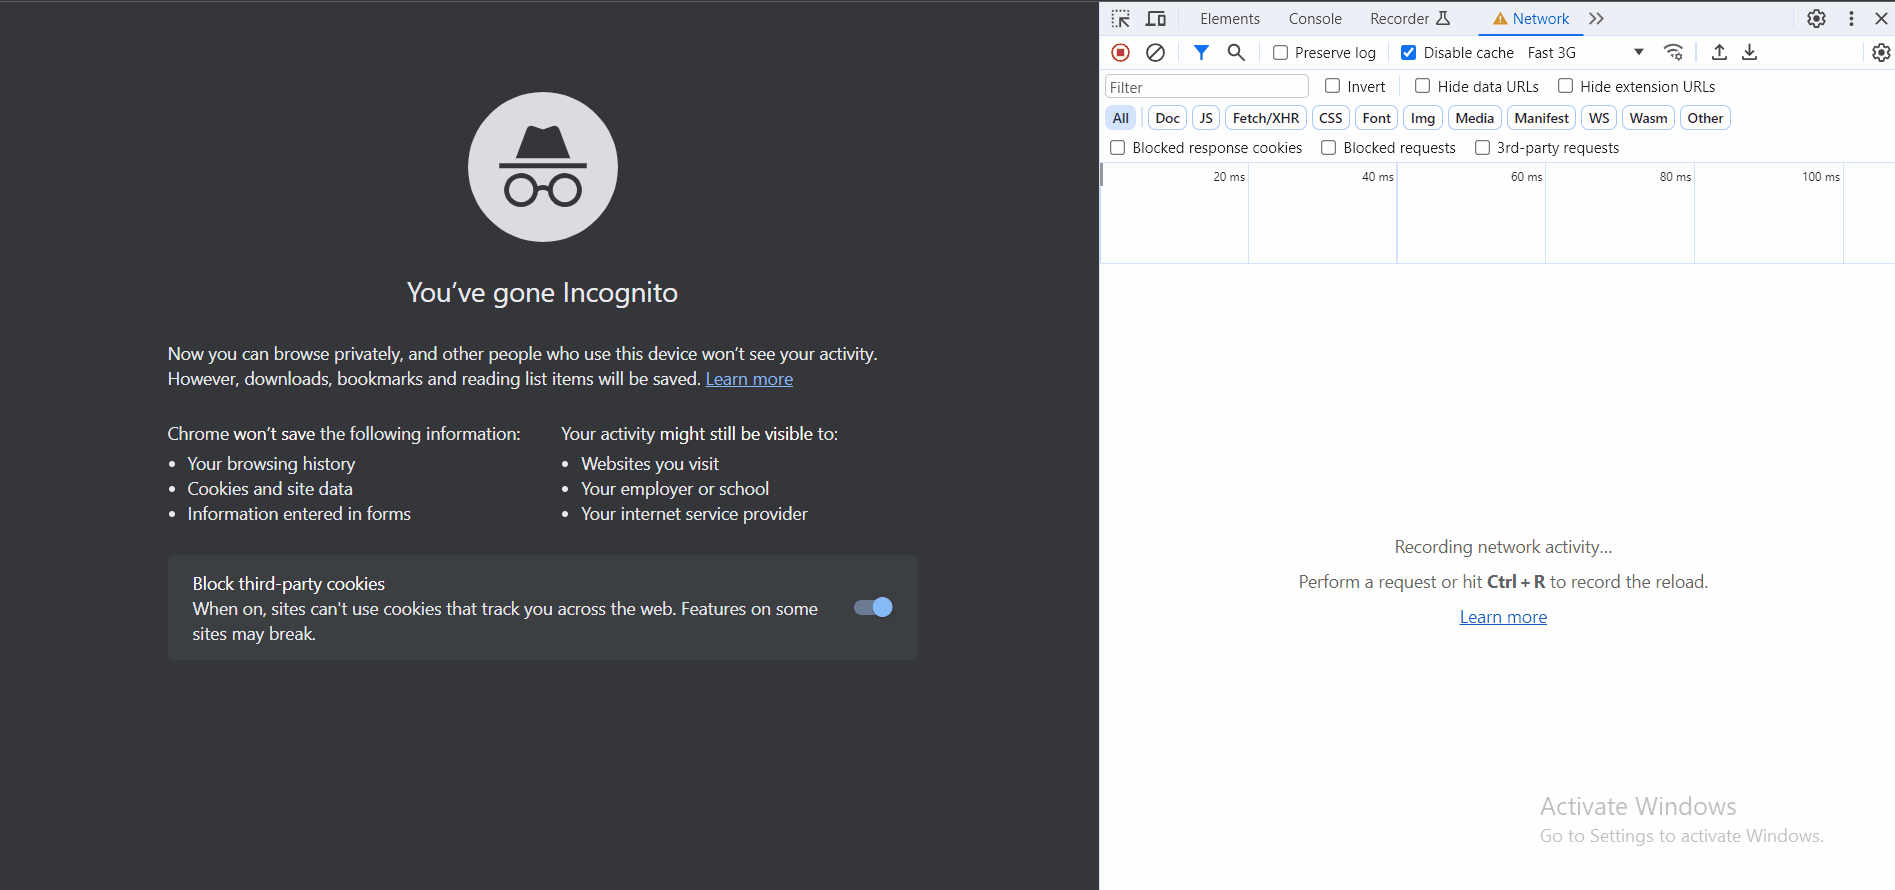 You’ve gone Incognito
Now you can browse privately, and other people who use this device won’t see your activity.
However, downloads, bookmarks and reading list items will be saved. Learn more
Chrome won’t save the following information:
Your browsing history
Cookies and site data
Information entered in forms
Your activity might still be visible to:
Websites you visit
Your employer or school
Your internet service provider
Block third-party cookies
When on, sites can't use cookies that track you across the web. Features on some
sites may break.
Elements Console Recorder Network
Preserve log Disable cache Fast 3G
Filter Invert Hide data URLs Hide extension URLs
All Doc JS Fetch/XHR CSS Font Img Media Manifest WS Wasm Other
Blocked response cookies Blocked requests 3rd-party requests
20 ms 40 ms 60 ms 80 ms 100 ms
Recording network activity…
Perform a request or hit Ctrl + R to record the reload.
Learn more
Activate Windows
Go to Settings to activate Windows.